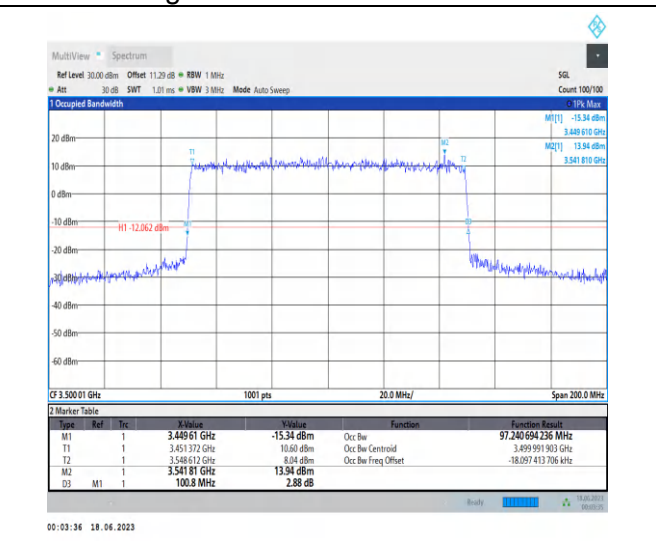 MultiView Spectrum
Ref Level 30.00 dBm Offset 11.29 dB RBW 1 MHz SGL
Att 30 dB SWT 1.01 ms VBW 3 MHz Mode Auto Sweep Count 100/100
1 Occupied Bandwidth 1Pk Max
M1[1] -15.34 dBm
3.449 610 GHz
M2[1] 13.94 dBm
3.541 810 GHz
20 dBm
M2
T1
T2
10 dBm
0 dBm
-10 dBm
H1 -12.062 dBm
M1
D3
-20 dBm
-30 dBm
-40 dBm
-50 dBm
-60 dBm
CF 3.500 01 GHz 1001 pts 20.0 MHz/ Span 200.0 MHz
2 Marker Table
Type Ref Trc X-Value Y-Value Function Function Result
M1 1 3.449 61 GHz -15.34 dBm Occ Bw 97.240 694 236 MHz
T1 1 3.451 372 GHz 10.60 dBm Occ Bw Centroid 3.499 991 903 GHz
T2 1 3.548 612 GHz 8.04 dBm Occ Bw Freq Offset -18.097 413 706 kHz
M2 1 3.541 81 GHz 13.94 dBm
D3 M1 1 100.8 MHz 2.88 dB
Ready 18.06.2023
00:03:36 18.06.2023